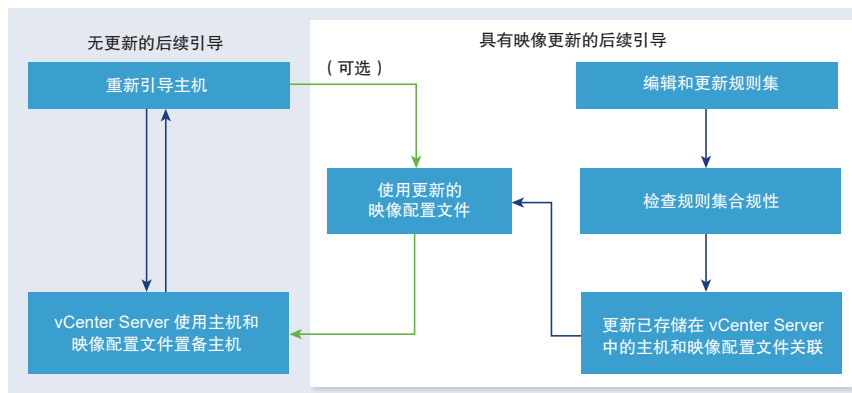 无更新的后续引导
具有映像更新的后续引导
重新引导主机
（可选）
编辑和更新规则集
使用更新的
映像配置文件
检查规则集合规性
vCenter Server 使用主机和
映像配置文件置备主机
更新已存储在 vCenter Server
中的主机和映像配置文件关联